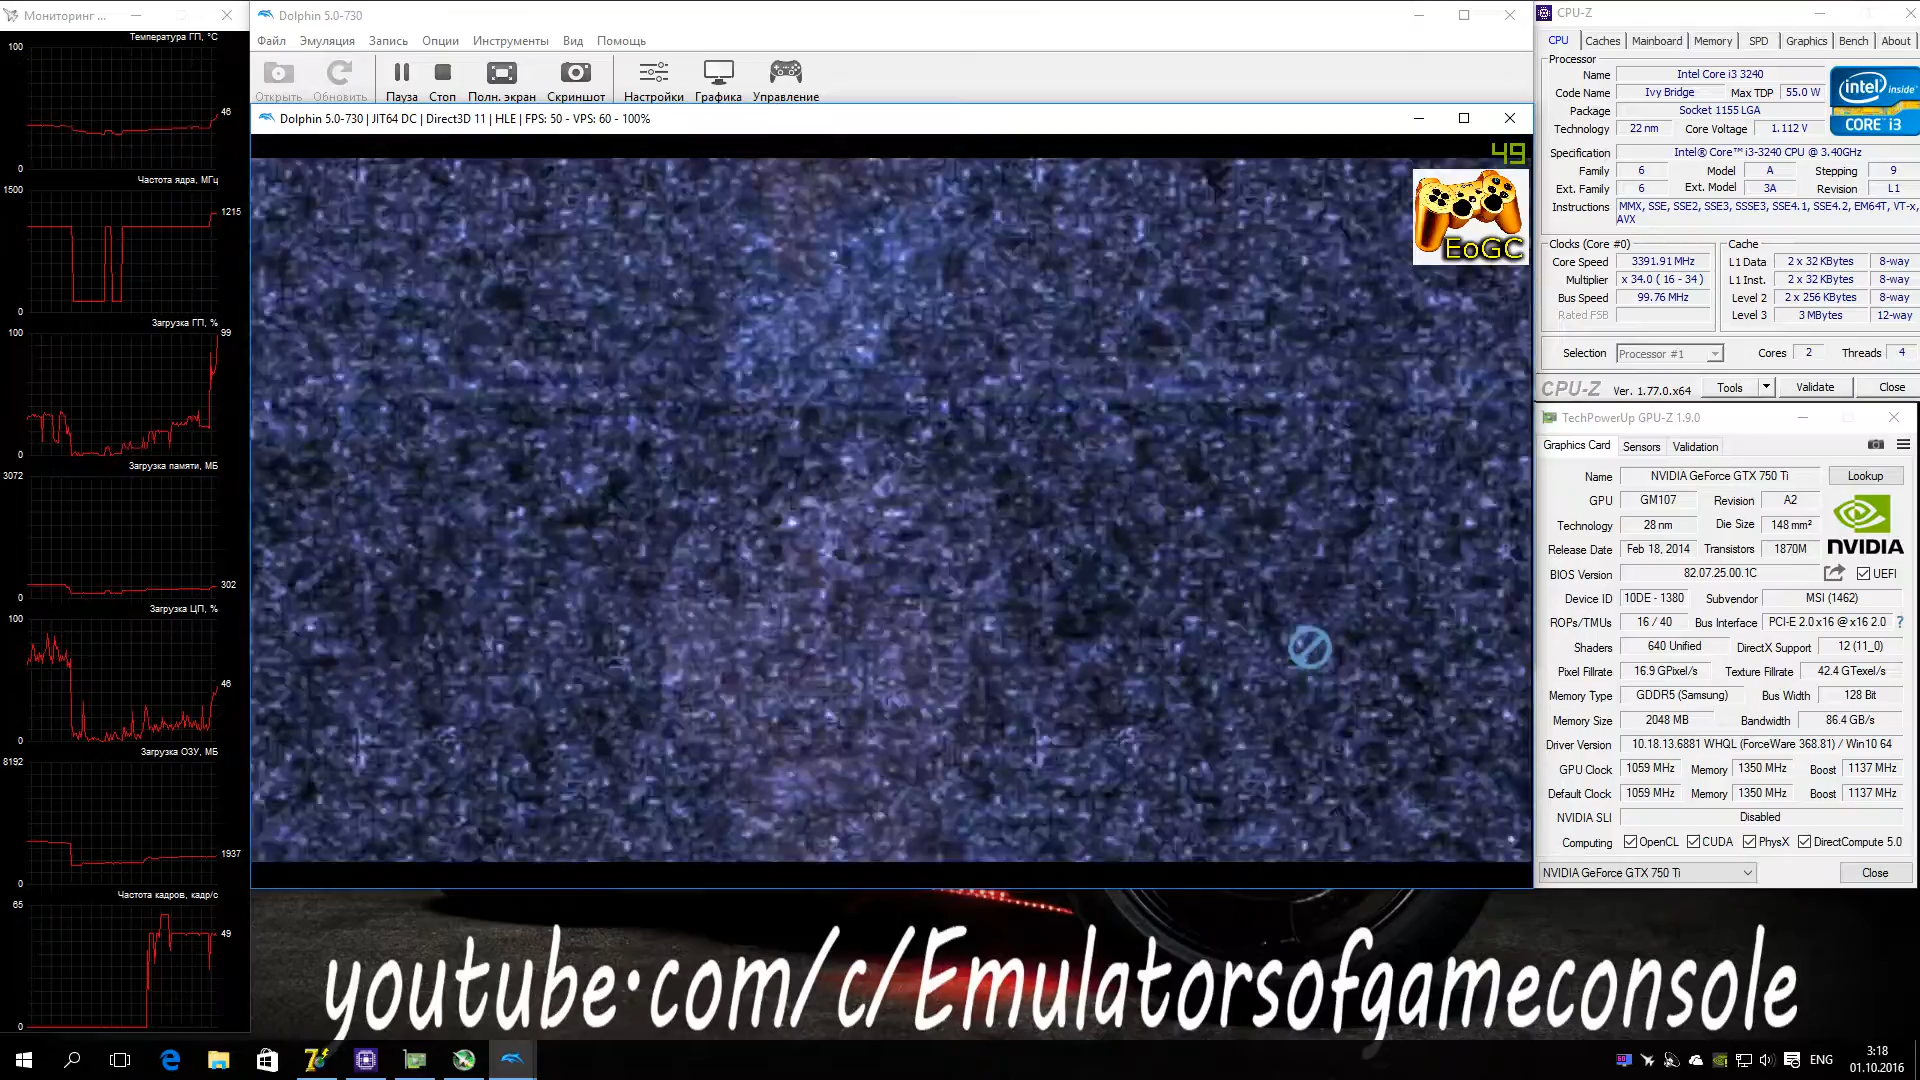 Мониторинг ...
Температура ГП, °C
100
46
0
Частота ядра, МГц
1500
1215
0
Загрузка ГП, %
100
99
0
Загрузка памяти, МБ
3072
302
0
Загрузка ЦП, %
100
46
0
Загрузка ОЗУ, МБ
8192
1937
0
Частота кадров, кадр/с
65
49
0
Dolphin 5.0-730
Файл Эмуляция Запись Опции Инструменты Вид Помощь
Открыть Обновить Пауза Стоп Полн. экран Скриншот Настройки Графика Управление
Dolphin 5.0-730 | JIT64 DC | Direct3D 11 | HLE | FPS: 50 - VPS: 60 - 100%
49
EoGC
CPU-Z
CPU Caches Mainboard Memory SPD Graphics Bench About
Processor
Name Intel Core i3 3240
Code Name Ivy Bridge Max TDP 55.0 W
Package Socket 1155 LGA
Technology 22 nm Core Voltage 1.112 V
intel inside™
CORE™ i3
Specification Intel® Core™ i3-3240 CPU @ 3.40GHz
Family 6 Model A Stepping 9
Ext. Family 6 Ext. Model 3A Revision L1
Instructions MMX, SSE, SSE2, SSE3, SSSE3, SSE4.1, SSE4.2, EM64T, VT-x,
AVX
Clocks (Core #0) Cache
Core Speed 3391.91 MHz L1 Data 2 x 32 KBytes 8-way
Multiplier x 34.0 ( 16 - 34 ) L1 Inst. 2 x 32 KBytes 8-way
Bus Speed 99.76 MHz Level 2 2 x 256 KBytes 8-way
Rated FSB Level 3 3 MBytes 12-way
Selection Processor #1 Cores 2 Threads 4
CPU-Z Ver. 1.77.0.x64 Tools Validate Close
TechPowerUp GPU-Z 1.9.0
Graphics Card Sensors Validation
Name NVIDIA GeForce GTX 750 Ti Lookup
GPU GM107 Revision A2
Technology 28 nm Die Size 148 mm²
Release Date Feb 18, 2014 Transistors 1870M
NVIDIA
BIOS Version 82.07.25.00.1C UEFI
Device ID 10DE - 1380 Subvendor MSI (1462)
ROPs/TMUs 16 / 40 Bus Interface PCI-E 2.0 x16 @ x16 2.0 ?
Shaders 640 Unified DirectX Support 12 (11_0)
Pixel Fillrate 16.9 GPixel/s Texture Fillrate 42.4 GTexel/s
Memory Type GDDR5 (Samsung) Bus Width 128 Bit
Memory Size 2048 MB Bandwidth 86.4 GB/s
Driver Version 10.18.13.6881 WHQL (ForceWare 368.81) / Win10 64
GPU Clock 1059 MHz Memory 1350 MHz Boost 1137 MHz
Default Clock 1059 MHz Memory 1350 MHz Boost 1137 MHz
NVIDIA SLI Disabled
Computing OpenCL CUDA PhysX DirectCompute 5.0
NVIDIA GeForce GTX 750 Ti Close
youtube.com/c/Emulatorsofgameconsole
60 ENG 3:18
01.10.2016